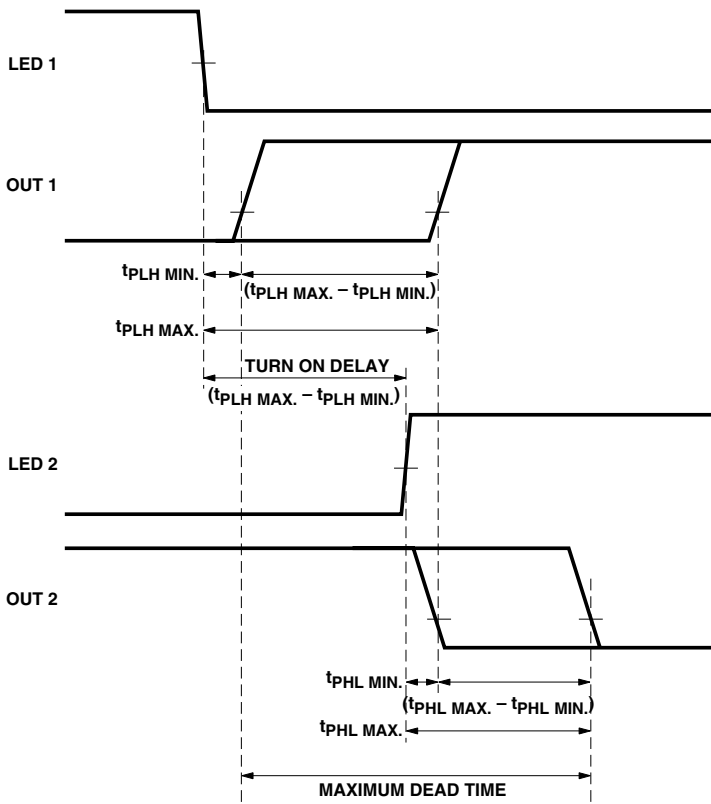 LED 1
OUT 1
tPLH MIN.
(tPLH MAX. – tPLH MIN.)
tPLH MAX.
TURN ON DELAY
(tPLH MAX. – tPLH MIN.)
LED 2
OUT 2
tPHL MIN.
(tPHL MAX. – tPHL MIN.)
tPHL MAX.
MAXIMUM DEAD TIME